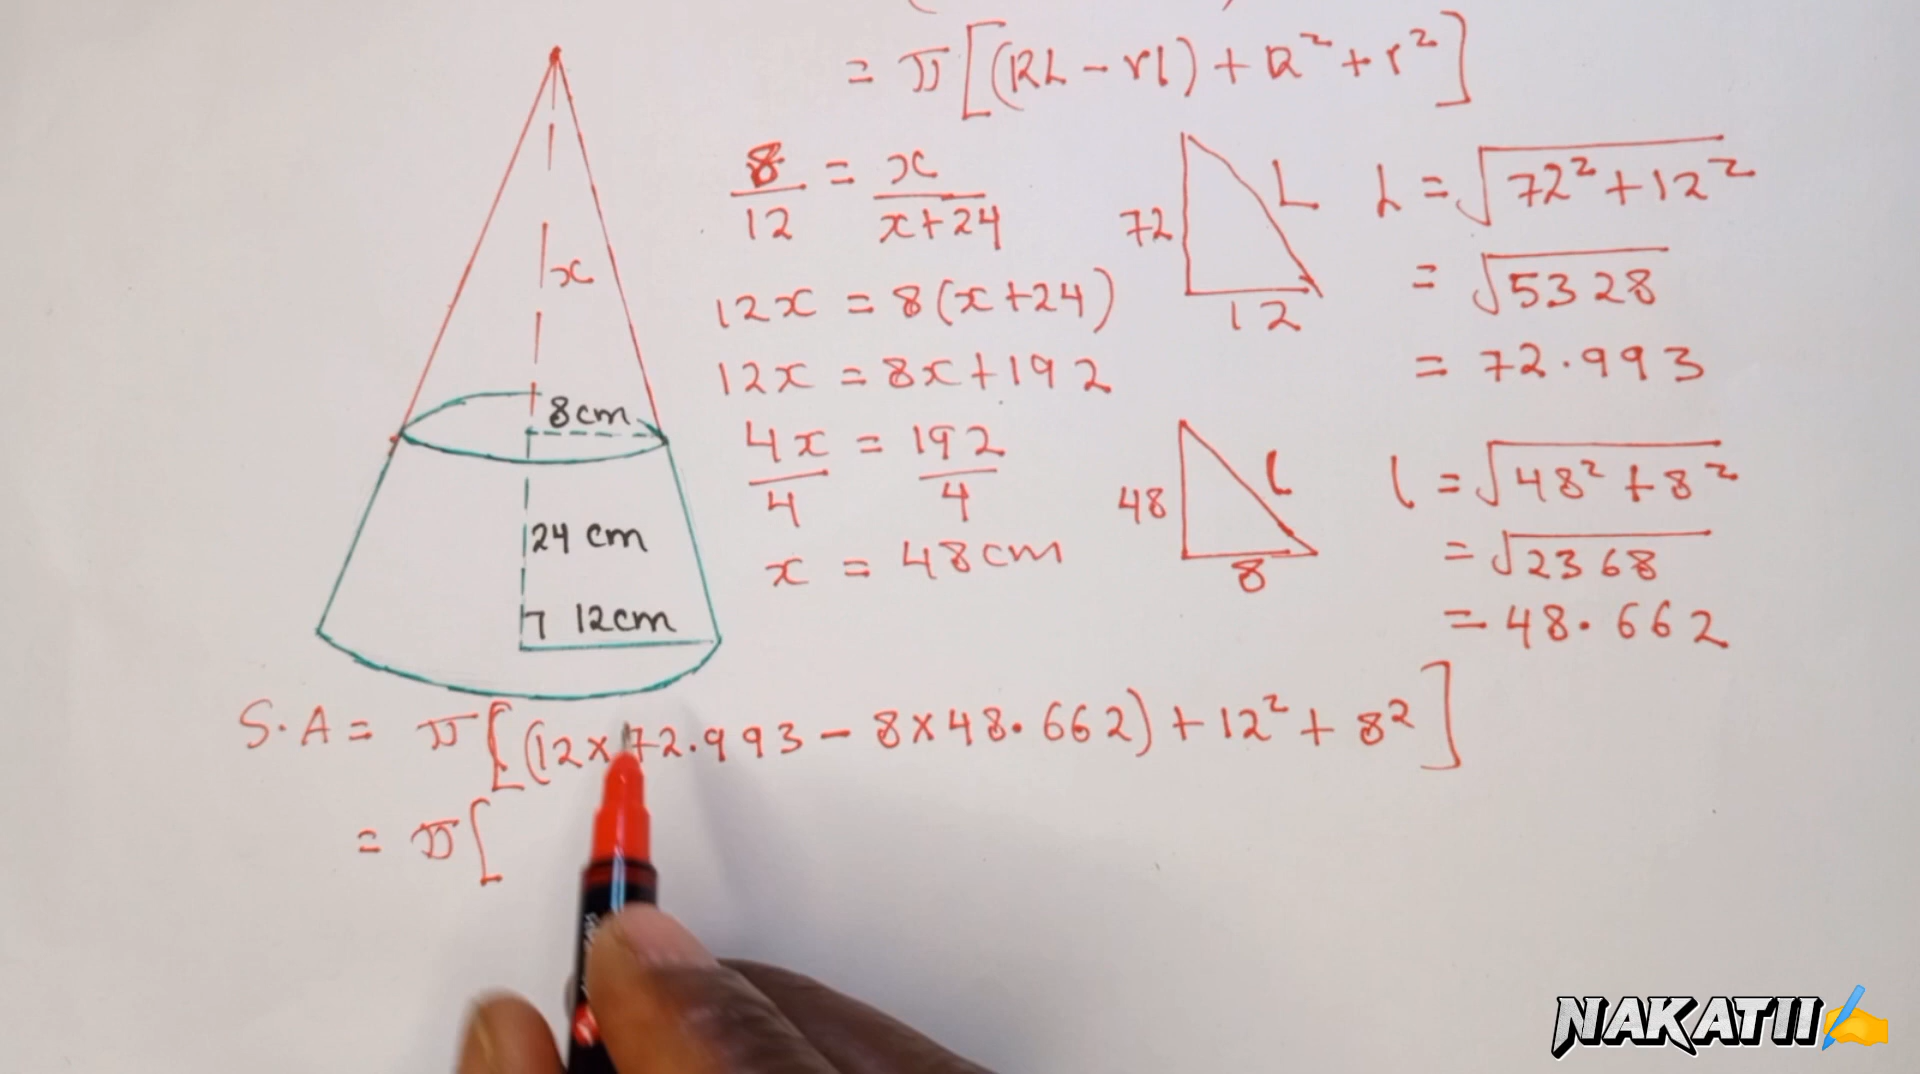 = π[(RL - rl) + R² + r²]
8/12 = x/x+24
12x = 8(x+24)
12x = 8x+192
4x/4 = 192/4
x = 48cm
72
L
12
L = √72² + 12²
= √5328
= 72.993
48
l
8
l = √48² + 8²
= √2368
= 48.662
x
8cm
24 cm
12cm
S.A = π[(12×72.993 - 8×48.662) + 12² + 8²]
= π[
NAKATII